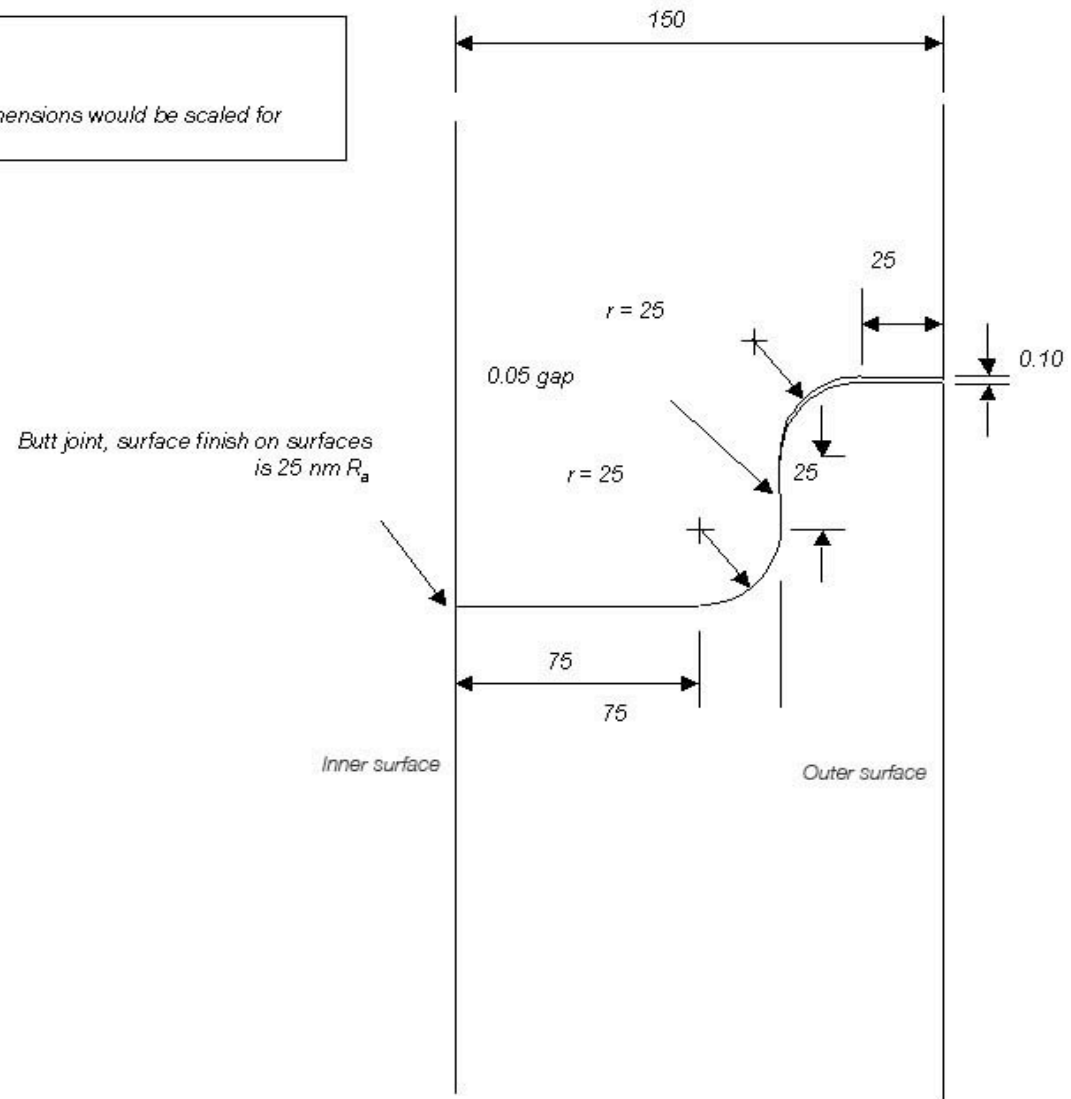 150
mensions would be scaled for
25
r = 25
0.10
0.05 gap
Butt joint, surface finish on surfaces
is 25 nm Ra
r = 25
25
75
75
Inner surface
Outer surface